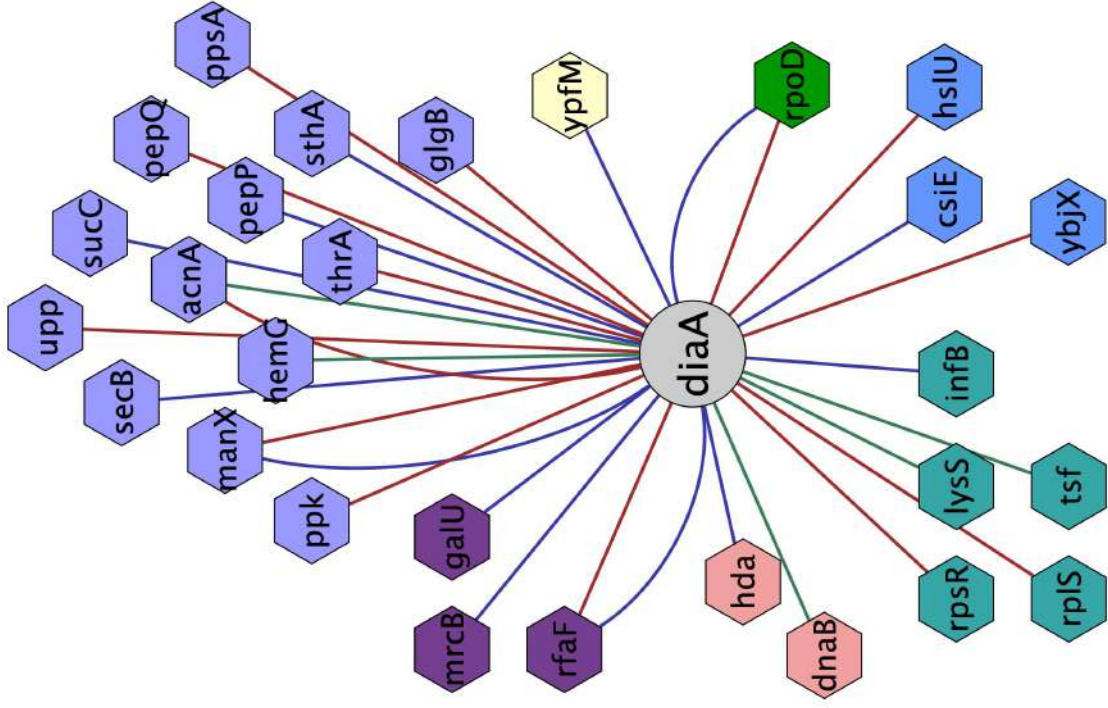 ppsA
pepQ
sthA
glgB
ypfM
rpoD
hslU
sucC
pepP
csiE
acnA
thrA
ybjX
upp
hemG
diaA
infB
secB
manX
ppk
galU
lysS
tsf
hda
mrcB
rfaF
dnaB
rpsR
rplS